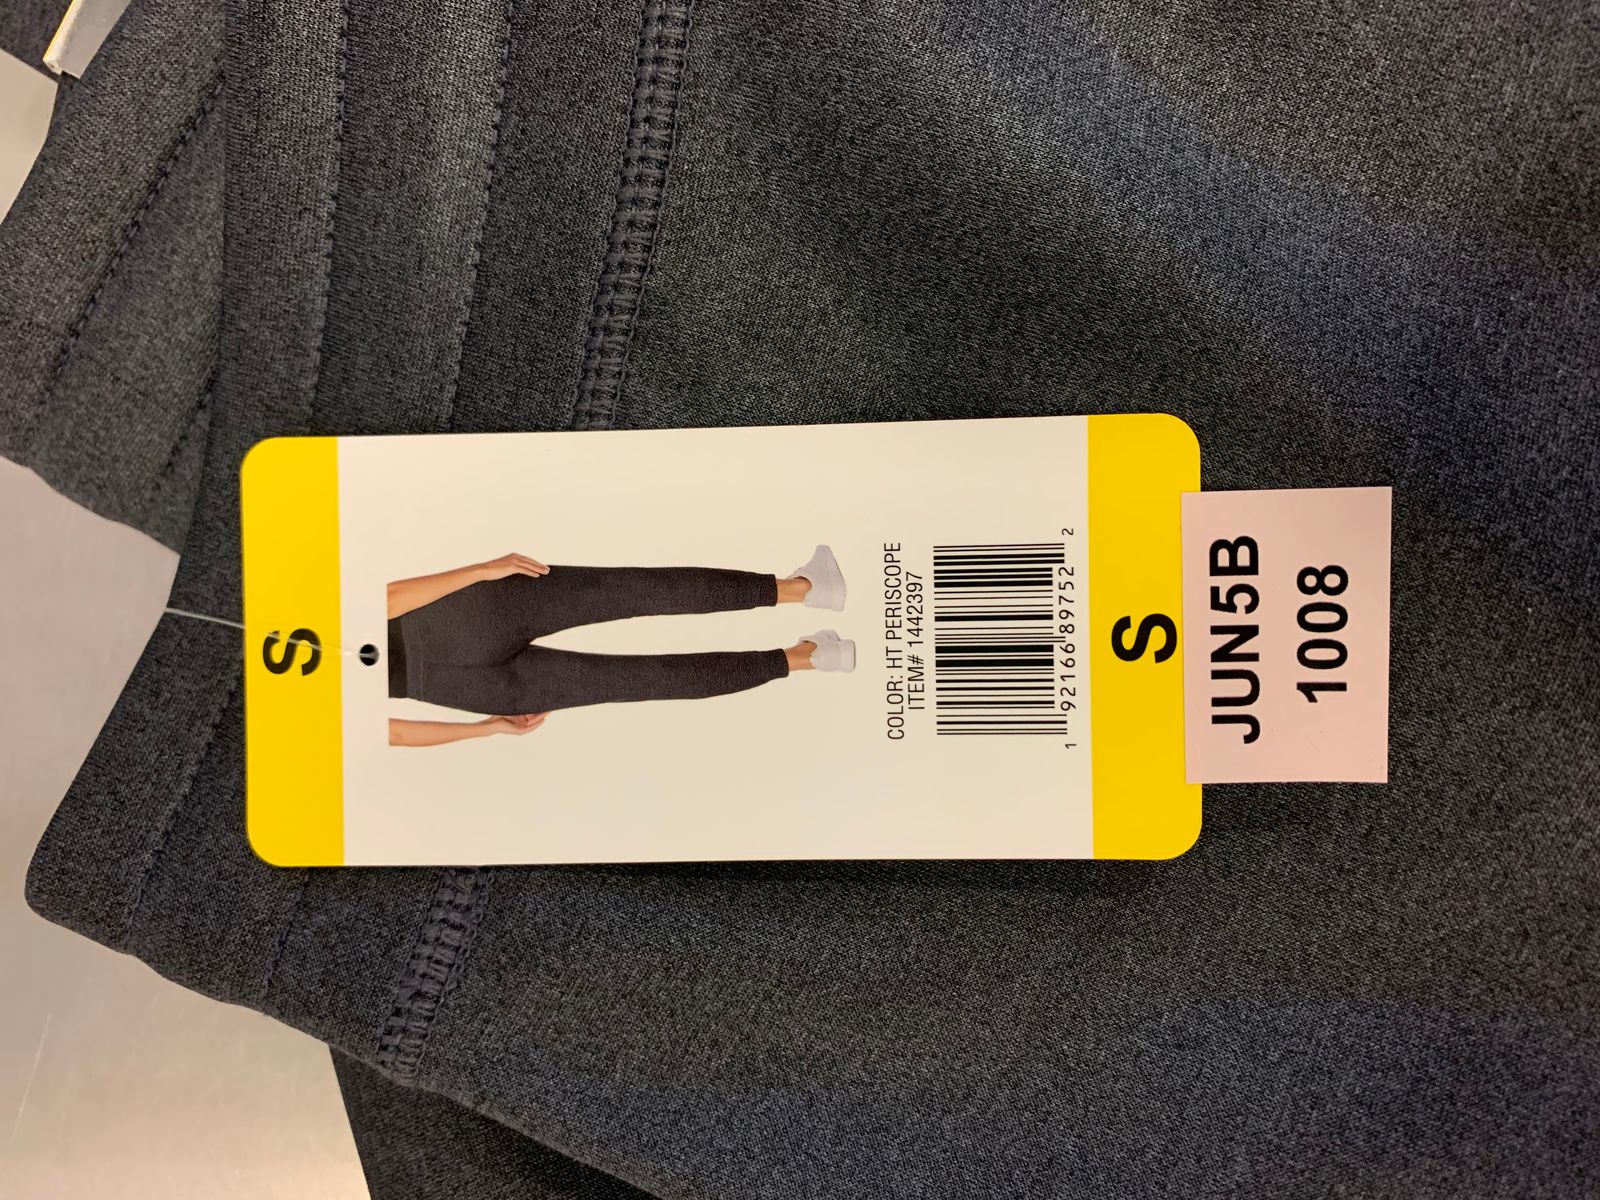 S
COLOR: HT PERISCOPE
ITEM# 1442397
1 92166 89752 2
S
JUN5B
1008